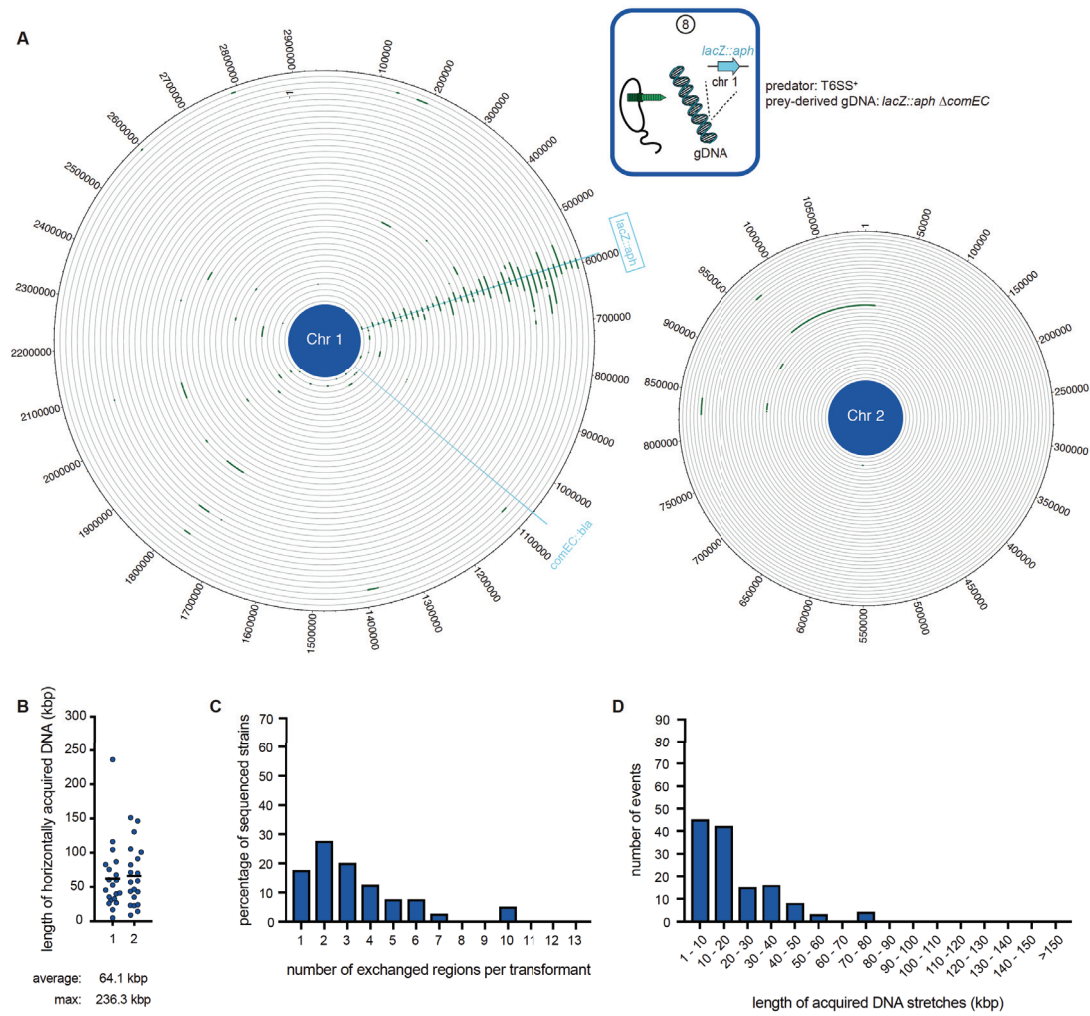 A
8
lacZ::aph
chr 1
gDNA
predator: T6SS⁺
prey-derived gDNA: lacZ::aph ΔcomEC
1
100000
200000
300000
400000
500000
600000
700000
800000
900000
1000000
1100000
1200000
1300000
1400000
1500000
1600000
1700000
1800000
1900000
2000000
2100000
2200000
2300000
2400000
2500000
2600000
2700000
2800000
2900000
lacZ::aph
comEC::bla
Chr 1
1
50000
100000
150000
200000
250000
300000
350000
400000
450000
500000
550000
600000
650000
700000
750000
800000
850000
900000
950000
1000000
1050000
Chr 2
B
length of horizontally acquired DNA (kbp)
300
250
200
150
100
50
0
1 2
average: 64.1 kbp
max: 236.3 kbp
C
percentage of sequenced strains
70
60
50
40
30
20
10
0
1 2 3 4 5 6 7 8 9 10 11 12 13
number of exchanged regions per transformant
D
number of events
90
80
70
60
50
40
30
20
10
0
1 - 10
10 - 20
20 - 30
30 - 40
40 - 50
50 - 60
60 - 70
70 - 80
80 - 90
90 - 100
100 - 110
110 -120
120 - 130
130 - 140
140 - 150
>150
length of acquired DNA stretches (kbp)